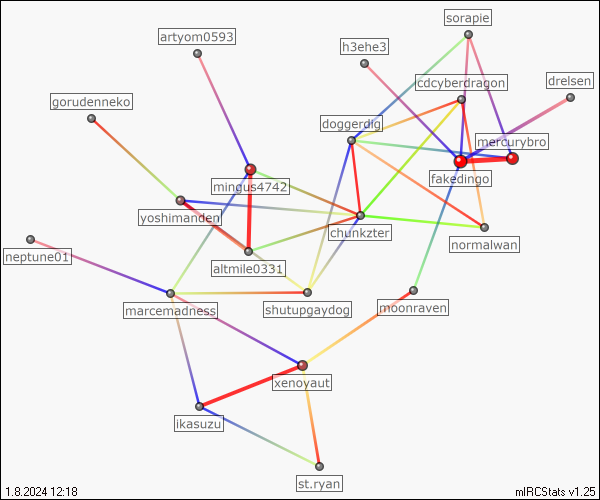 sorapie
artyom0593
h3ehe3
cdcyberdragon
drelsen
gorudenneko
doggerdig
mercurybro
mingus4742
fakedingo
yoshimanden
chunkzter
normalwan
neptune01
altmile0331
marcemadness
shutupgaydog
moonraven
xenoyaut
ikasuzu
st.ryan
1.8.2024 12:18
mIRCStats v1.25